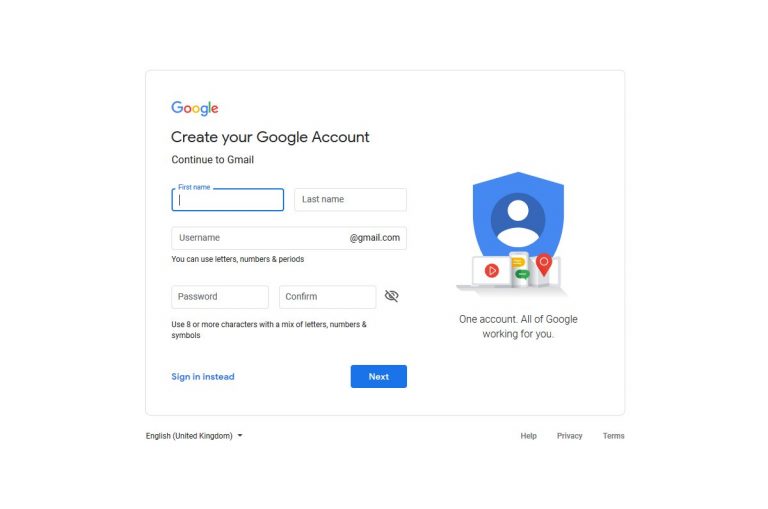 Google
Create your Google Account
Continue to Gmail
First name
Last name
Username @gmail.com
You can use letters, numbers & periods
Password Confirm
Use 8 or more characters with a mix of letters, numbers &
symbols
Sign in instead Next
One account. All of Google
working for you.
English (United Kingdom) Help Privacy Terms